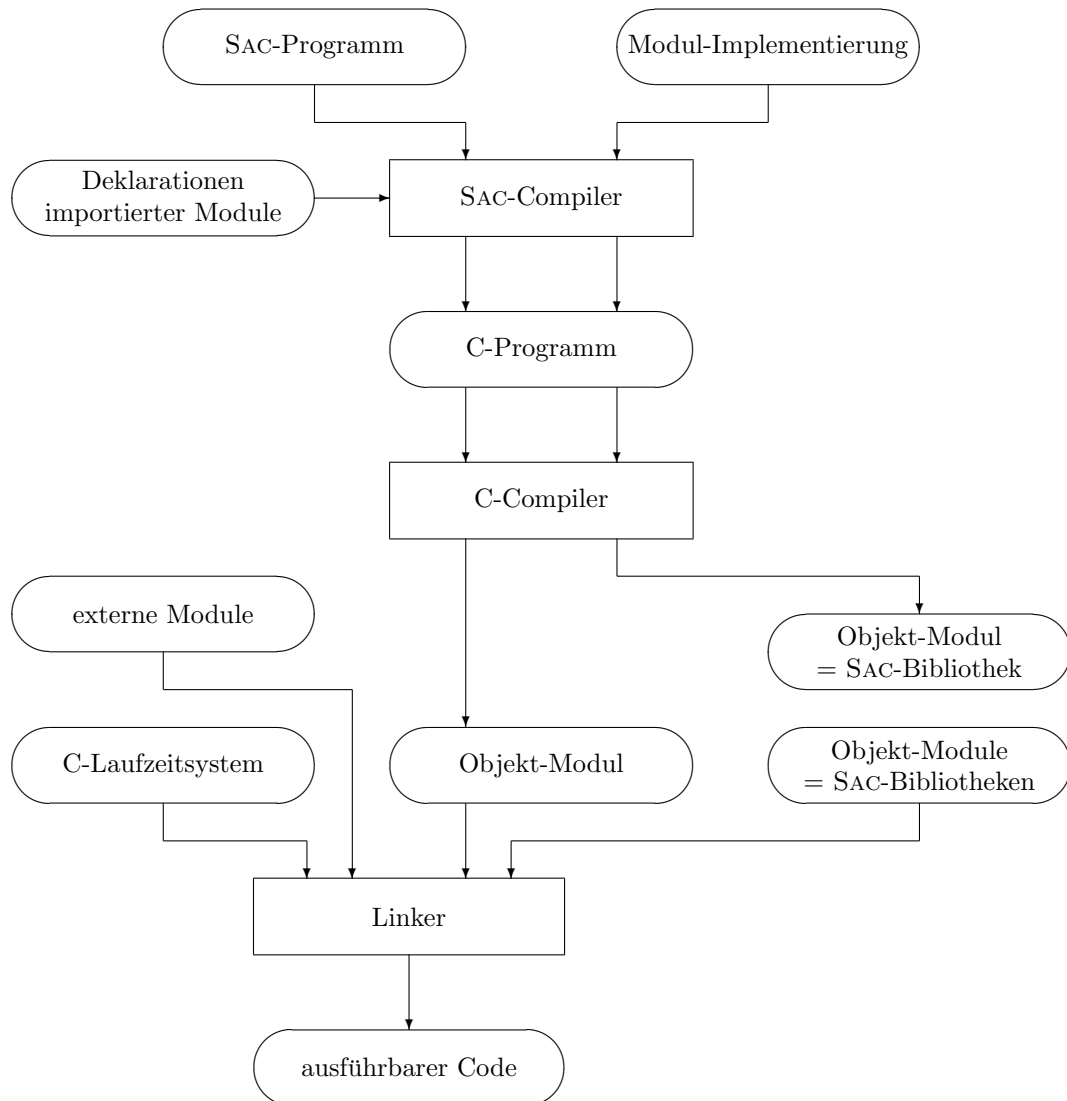 SAC-Programm
Modul-Implementierung
Deklarationen
importierter Module
SAC-Compiler
C-Programm
C-Compiler
externe Module
Objekt-Modul
= SAC-Bibliothek
C-Laufzeitsystem
Objekt-Modul
Objekt-Module
= SAC-Bibliotheken
Linker
ausführbarer Code